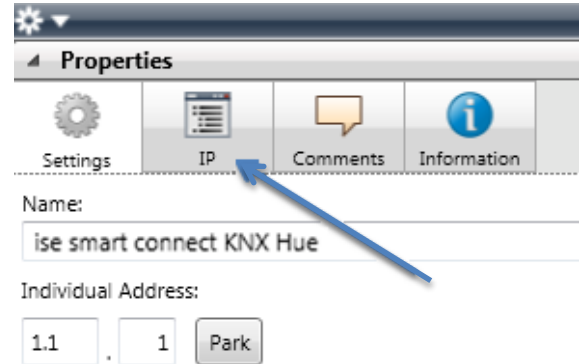 Properties
Settings IP Comments Information
Name:
ise smart connect KNX Hue
Individual Address:
1.1 . 1 Park